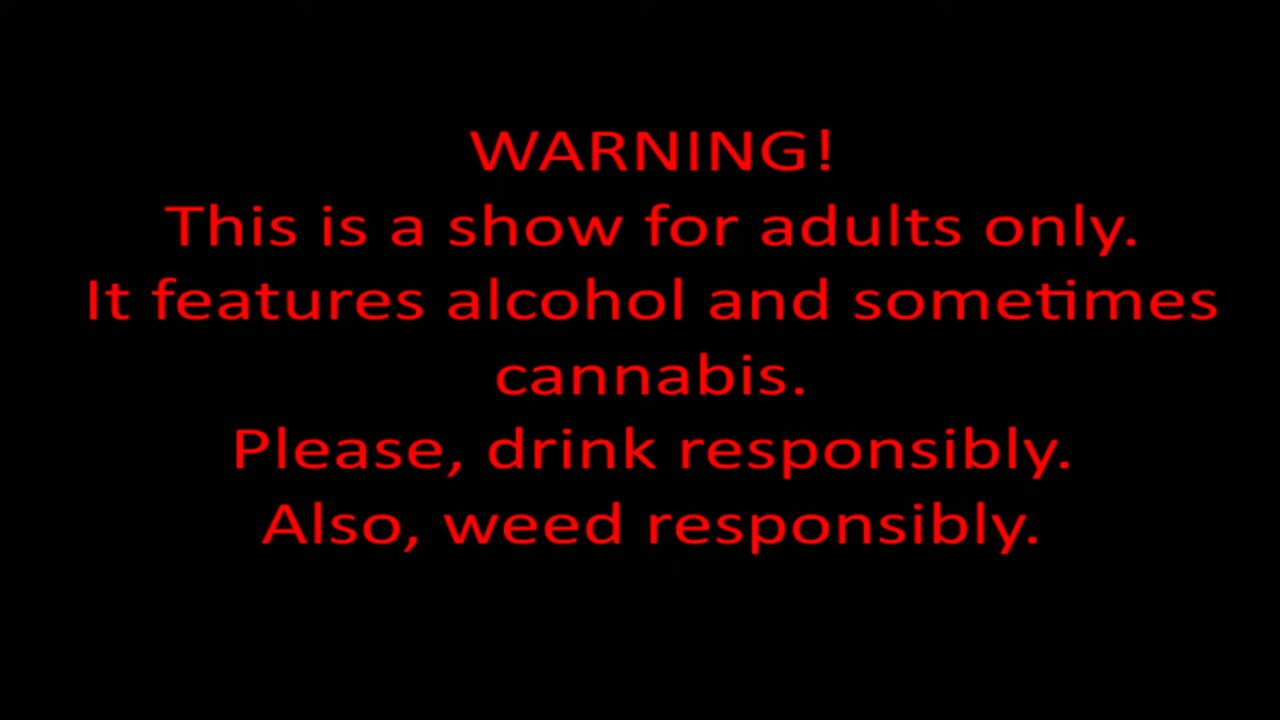 WARNING!
This is a show for adults only.
It features alcohol and sometimes
cannabis.
Please, drink responsibly.
Also, weed responsibly.